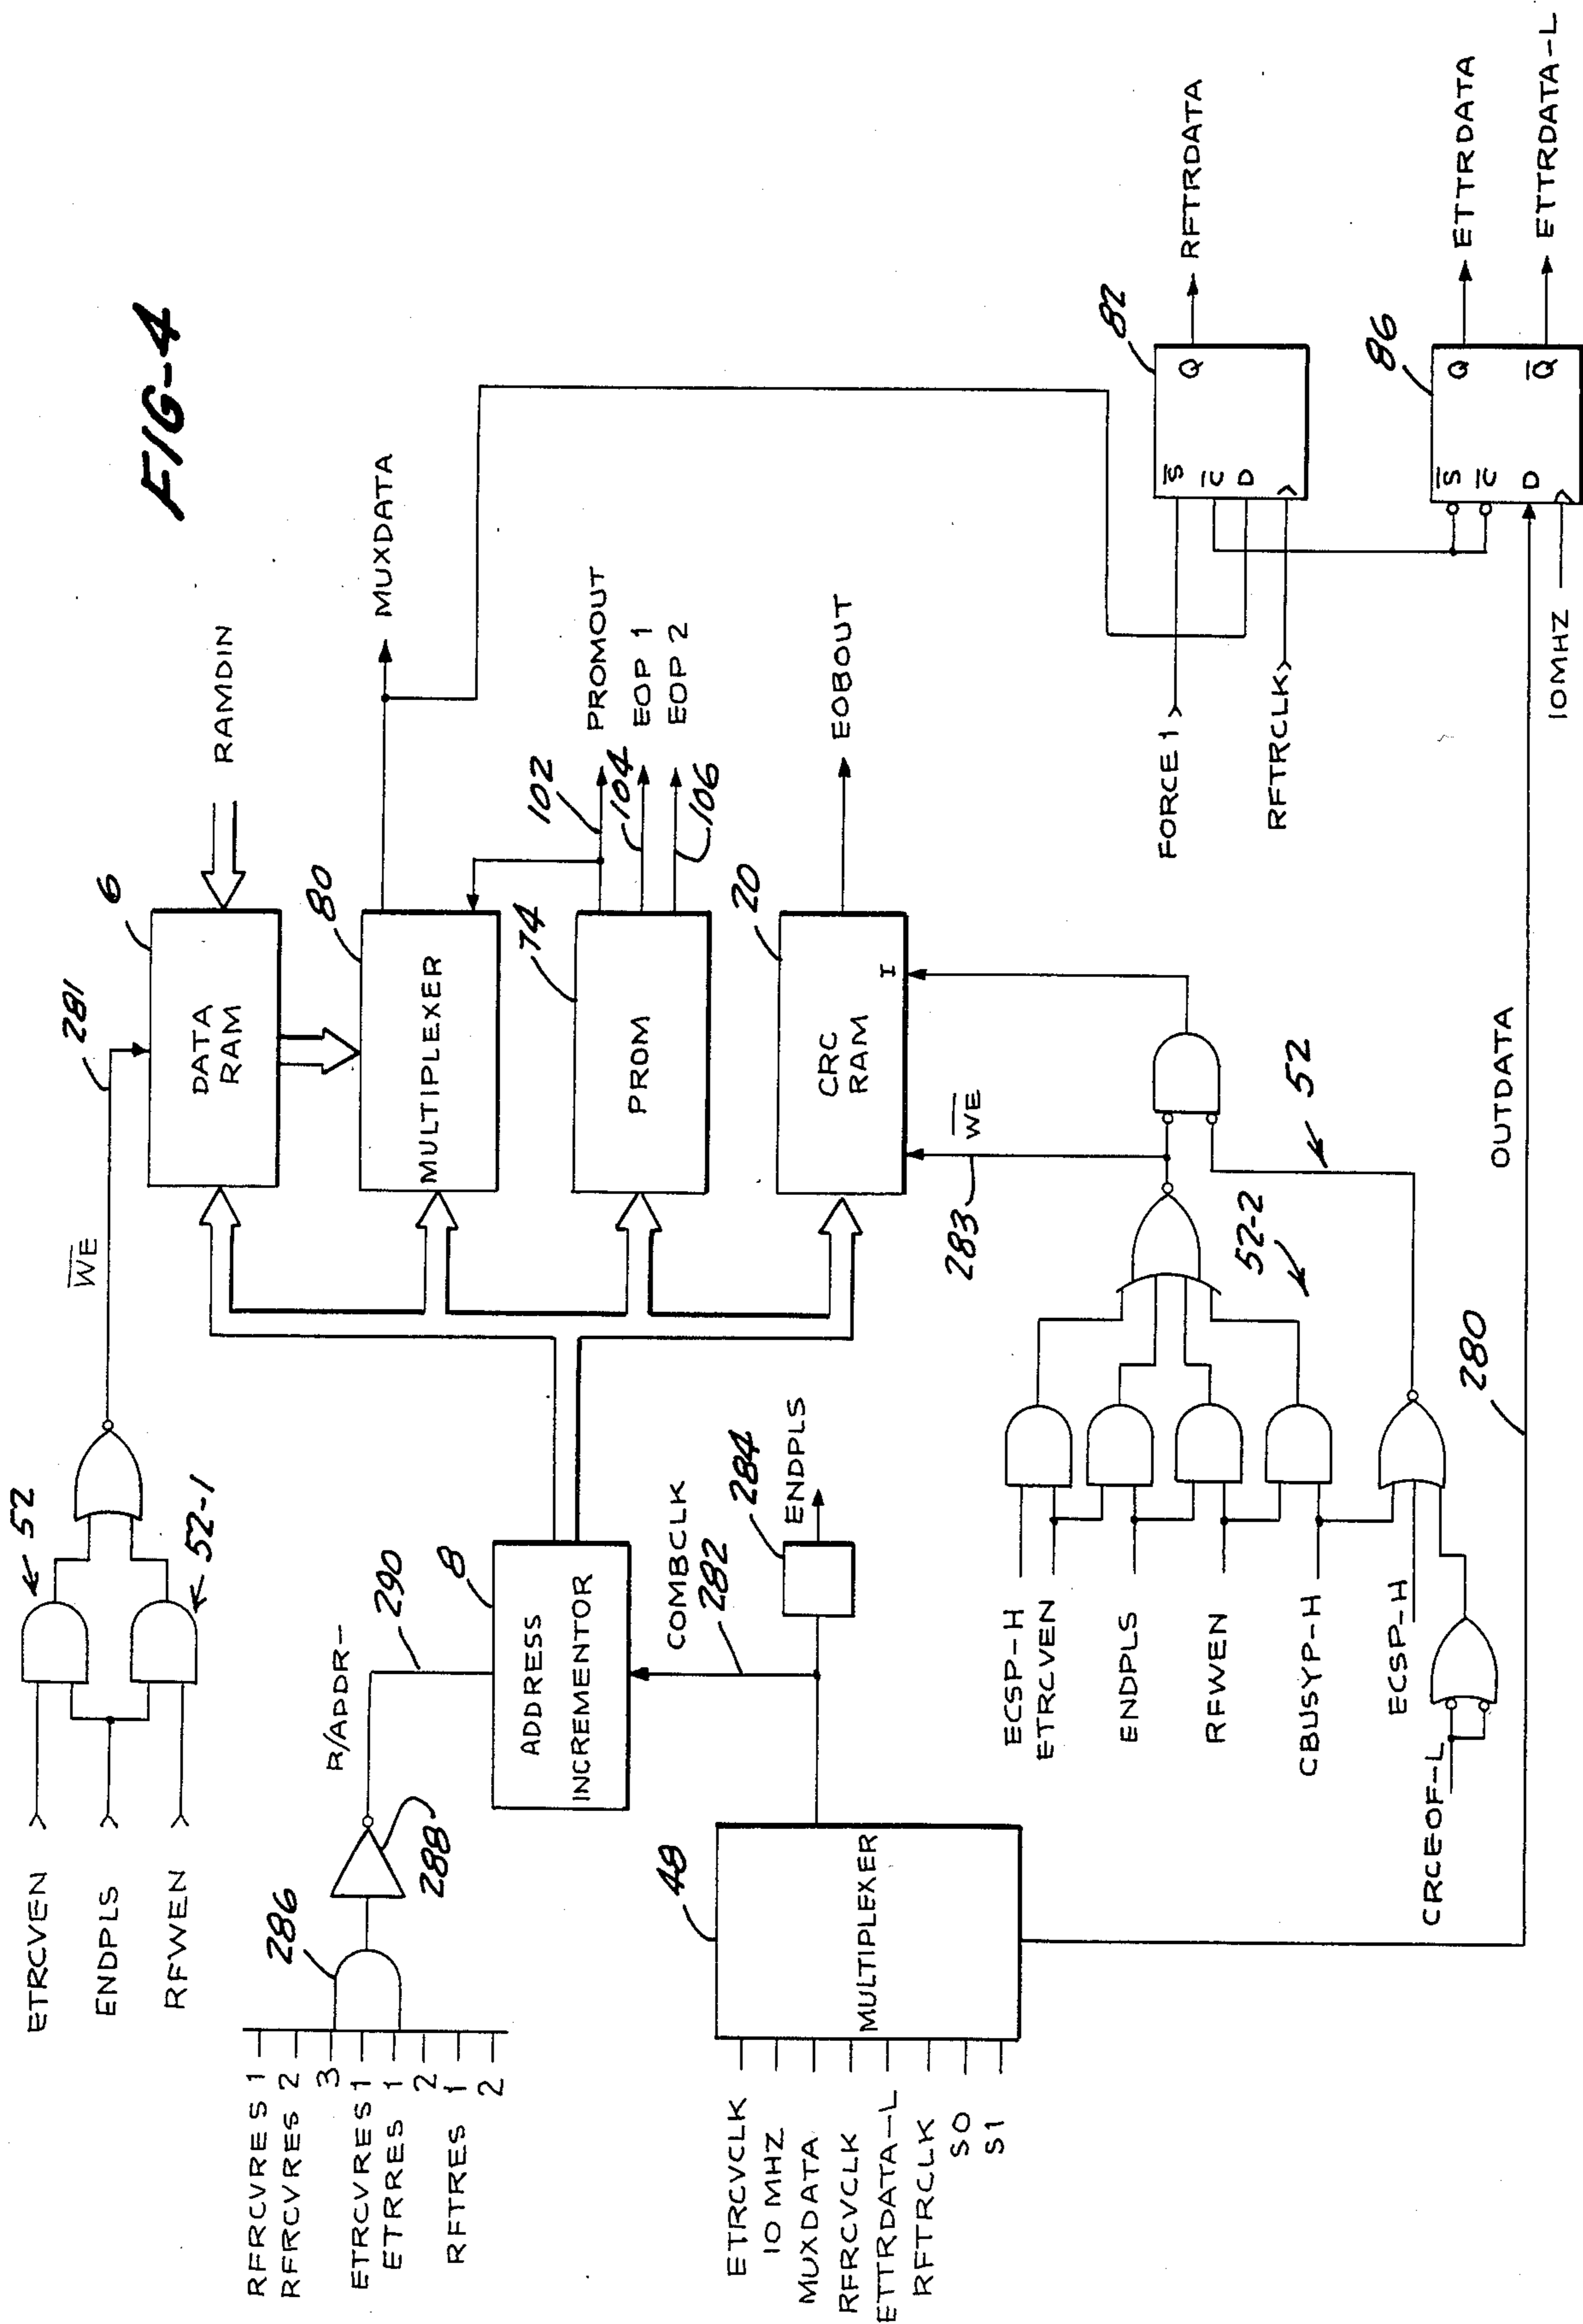 FIG-4
ETRCVEN
ENDPLS
RFWEN
52
52-1
WE
281
6
DATA
RAM
RAMDIN
80
MULTIPLEXER
MUXDATA
74
PROM
102
PROMOUT
104
EOP 1
106
EOP 2
20
CRC
RAM
I
EOBOUT
RFRCVRES 1
RFRCVRES 2
3
ETRCVRES 1
ETRRES 1
2
RFTRES 1
2
286
288
R/ADDR-
290
8
ADDRESS
INCREMENTOR
COMBCLK
282
284
ENDPLS
48
MULTIPLEXER
ETRCVCLK
10 MHZ
MUXDATA
RFRCVCLK
ETTRDATA-L
RFTRCLK
S0
S1
ECSP-H
ETRCVEN
ENDPLS
RFWEN
CBUSYP-H
ECSP-H
CRCEOF-L
283
WE
52-2
52
280
OUTDATA
FORCE 1
RFTRCLK
82
S
C
D
Q
RFTRDATA
86
S
C
D
Q
Q
10MHZ
ETTRDATA
ETTRDATA-L